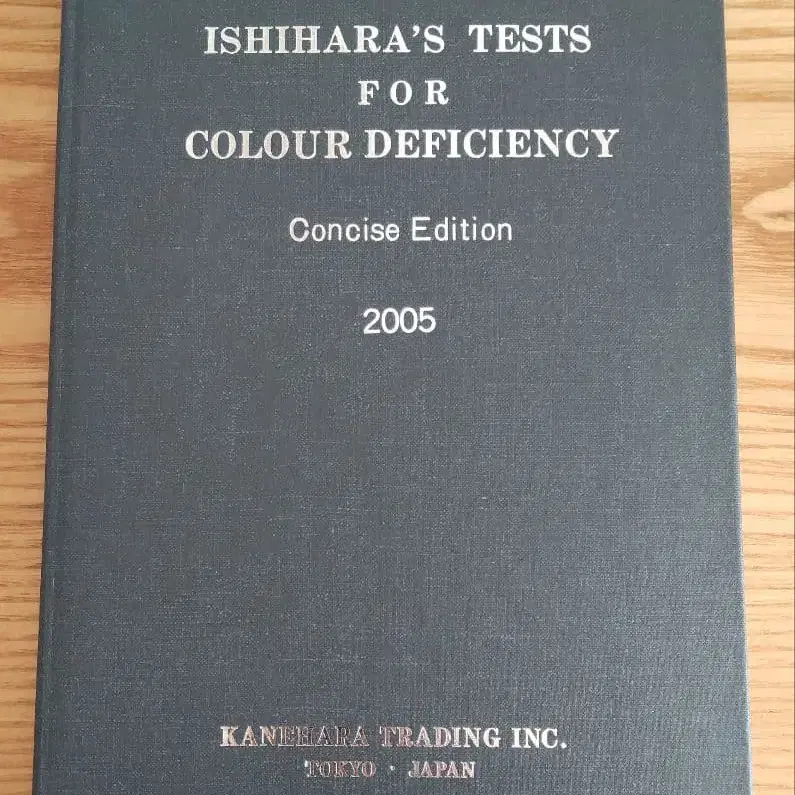 ISHIHARA'S TESTS
FOR
COLOUR DEFICIENCY
Concise Edition
2005
KANEHARA TRADING INC.
TOKYO · JAPAN